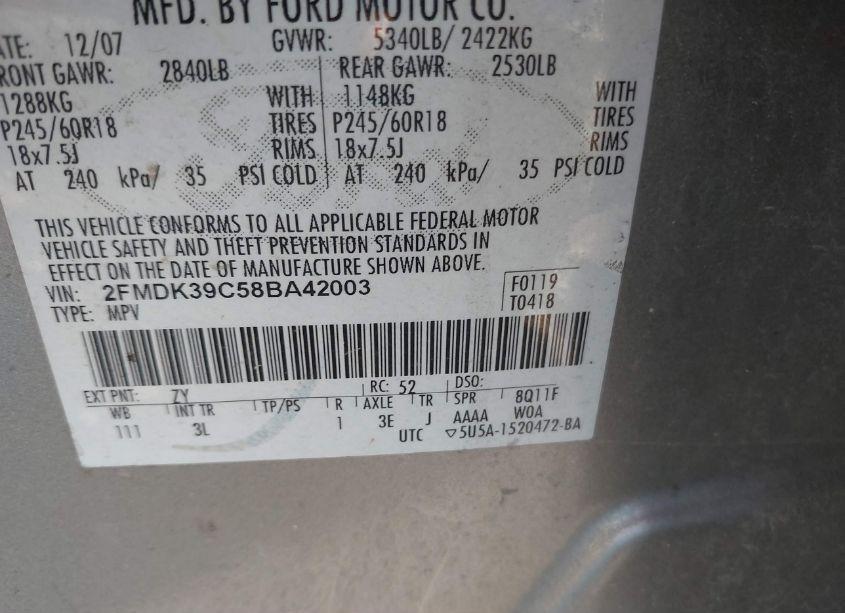 MFD. BY FORD MOTOR CO.
DATE: 12/07 GVWR: 5340LB/ 2422KG
FRONT GAWR: 2840LB REAR GAWR: 2530LB
1288KG WITH 1148KG WITH
P245/60R18 TIRES P245/60R18 TIRES
18x7.5J RIMS 18x7.5J RIMS
AT 240 kPa/ 35 PSI COLD AT 240 kPa/ 35 PSI COLD
THIS VEHICLE CONFORMS TO ALL APPLICABLE FEDERAL MOTOR
VEHICLE SAFETY AND THEFT PREVENTION STANDARDS IN
EFFECT ON THE DATE OF MANUFACTURE SHOWN ABOVE.
VIN: 2FMDK39C58BA42003 F0119
TYPE: MPV T0418
EXT PNT: ZY RC: 52 DSO:
WB INT TR TP/PS R AXLE TR SPR 8Q11F
111 3L 1 3E J AAAA W0A
UTC ▽5U5A-1520472-BA